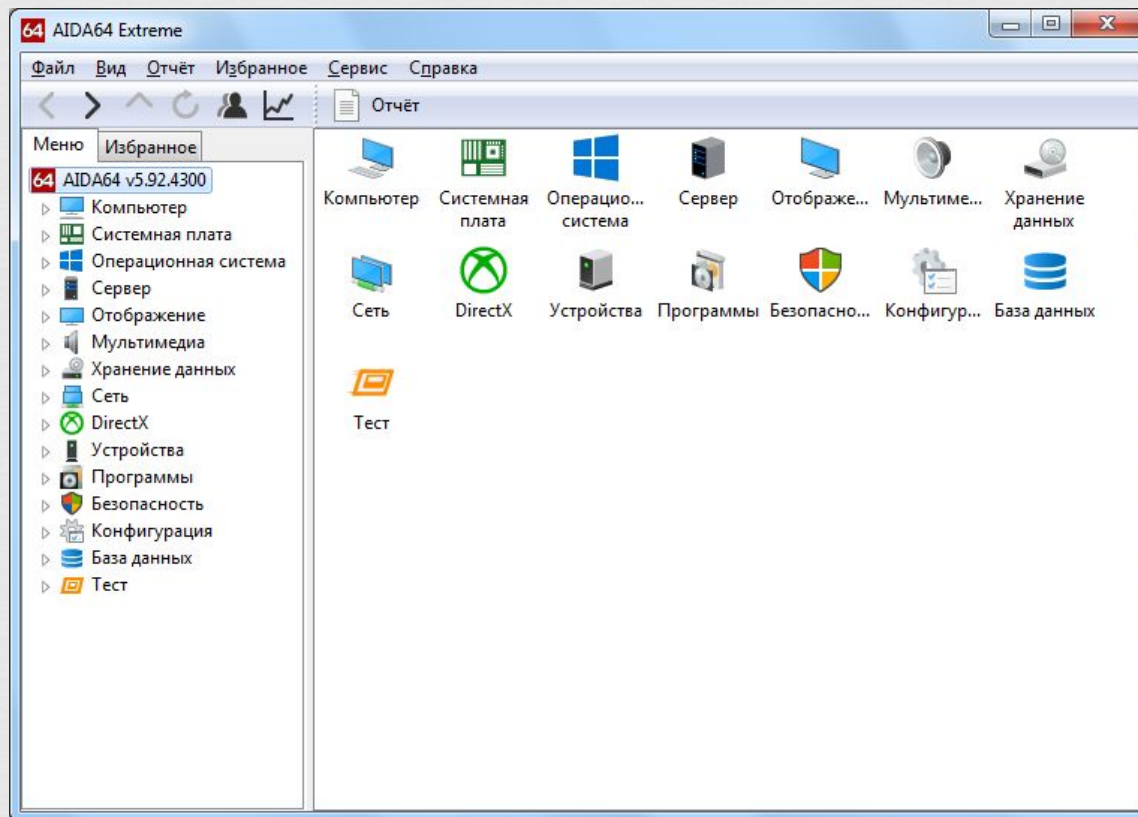 64 AIDA64 Extreme
Файл Вид Отчёт Избранное Сервис Справка
Отчёт
Меню Избранное
64 AIDA64 v5.92.4300
Компьютер
Системная плата
Операционная система
Сервер
Отображение
Мультимедиа
Хранение данных
Сеть
DirectX
Устройства
Программы
Безопасность
Конфигурация
База данных
Тест
Компьютер Системная плата Операцио... система Сервер Отображе... Мультиме... Хранение данных
Сеть DirectX Устройства Программы Безопасно... Конфигур... База данных
Тест